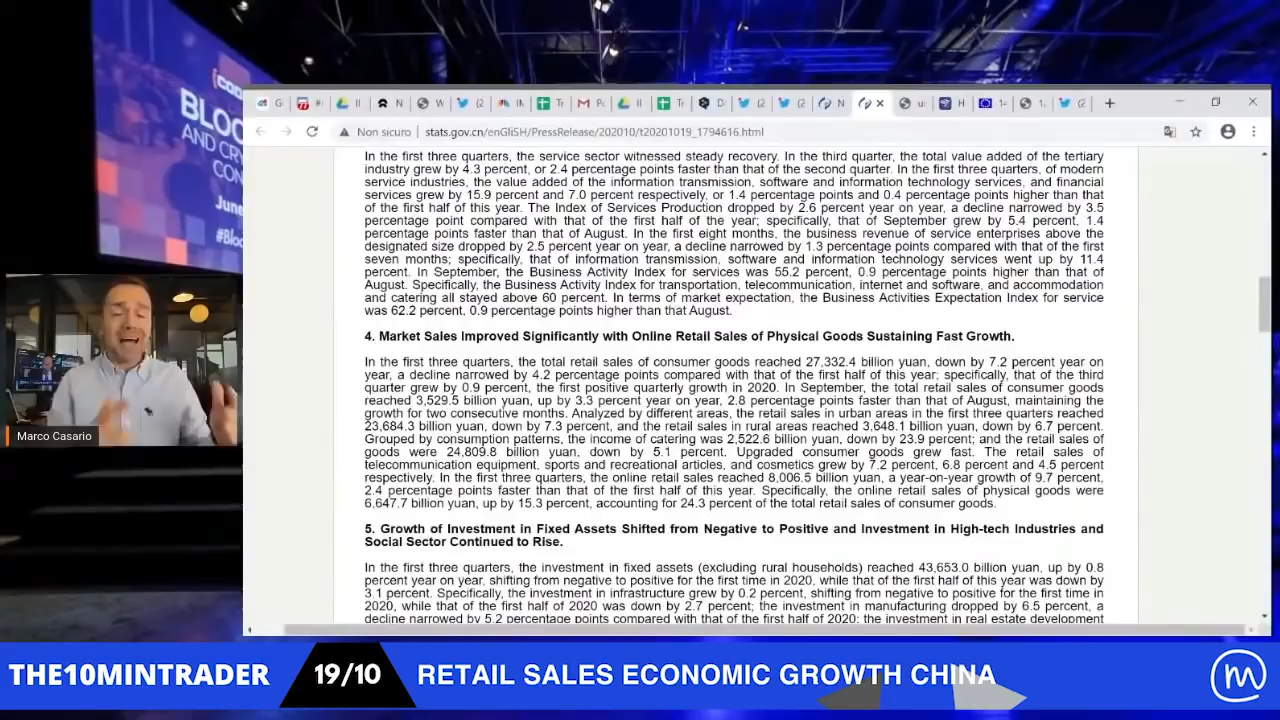 COD
BLOC
AND CRY
CON
June
#Bloc
Non sicuro
stats.gov.cn/enGliSH/PressRelease/202010/t20201019_1794616.html
In the first three quarters, the service sector witnessed steady recovery. In the third quarter, the total value added of the tertiary
industry grew by 4.3 percent, or 2.4 percentage points faster than that of the second quarter. In the first three quarters, of modern
service industries, the value added of the information transmission, software and information technology services, and financial
services grew by 15.9 percent and 7.0 percent respectively, or 1.4 percentage points and 0.4 percentage points higher than that
of the first half of this year. The Index of Services Production dropped by 2.6 percent year on year, a decline narrowed by 3.5
percentage point compared with that of the first half of the year; specifically, that of September grew by 5.4 percent, 1.4
percentage points faster than that of August. In the first eight months, the business revenue of service enterprises above the
designated size dropped by 2.5 percent year on year, a decline narrowed by 1.3 percentage points compared with that of the first
seven months; specifically, that of information transmission, software and information technology services went up by 11.4
percent. In September, the Business Activity Index for services was 55.2 percent, 0.9 percentage points higher than that of
August. Specifically, the Business Activity Index for transportation, telecommunication, internet and software, and accommodation
and catering all stayed above 60 percent. In terms of market expectation, the Business Activities Expectation Index for service
was 62.2 percent, 0.9 percentage points higher than that August.
4. Market Sales Improved Significantly with Online Retail Sales of Physical Goods Sustaining Fast Growth.
In the first three quarters, the total retail sales of consumer goods reached 27,332.4 billion yuan, down by 7.2 percent year on
year, a decline narrowed by 4.2 percentage points compared with that of the first half of this year; specifically, that of the third
quarter grew by 0.9 percent, the first positive quarterly growth in 2020. In September, the total retail sales of consumer goods
reached 3,529.5 billion yuan, up by 3.3 percent year on year, 2.8 percentage points faster than that of August, maintaining the
growth for two consecutive months. Analyzed by different areas, the retail sales in urban areas in the first three quarters reached
23,684.3 billion yuan, down by 7.3 percent, and the retail sales in rural areas reached 3,648.1 billion yuan, down by 6.7 percent.
Grouped by consumption patterns, the income of catering was 2,522.6 billion yuan, down by 23.9 percent; and the retail sales of
goods were 24,809.8 billion yuan, down by 5.1 percent. Upgraded consumer goods grew fast. The retail sales of
telecommunication equipment, sports and recreational articles, and cosmetics grew by 7.2 percent, 6.8 percent and 4.5 percent
respectively. In the first three quarters, the online retail sales reached 8,006.5 billion yuan, a year-on-year growth of 9.7 percent,
2.4 percentage points faster than that of the first half of this year. Specifically, the online retail sales of physical goods were
6,647.7 billion yuan, up by 15.3 percent, accounting for 24.3 percent of the total retail sales of consumer goods.
5. Growth of Investment in Fixed Assets Shifted from Negative to Positive and Investment in High-tech Industries and
Social Sector Continued to Rise.
In the first three quarters, the investment in fixed assets (excluding rural households) reached 43,653.0 billion yuan, up by 0.8
percent year on year, shifting from negative to positive for the first time in 2020, while that of the first half of this year was down by
3.1 percent. Specifically, the investment in infrastructure grew by 0.2 percent, shifting from negative to positive for the first time in
2020, while that of the first half of 2020 was down by 2.7 percent; the investment in manufacturing dropped by 6.5 percent, a
decline narrowed by 5.2 percentage points compared with that of the first half of 2020; the investment in real estate development
Marco Casario
THE10MINTRADER
19/10
RETAIL SALES ECONOMIC GROWTH CHINA
m